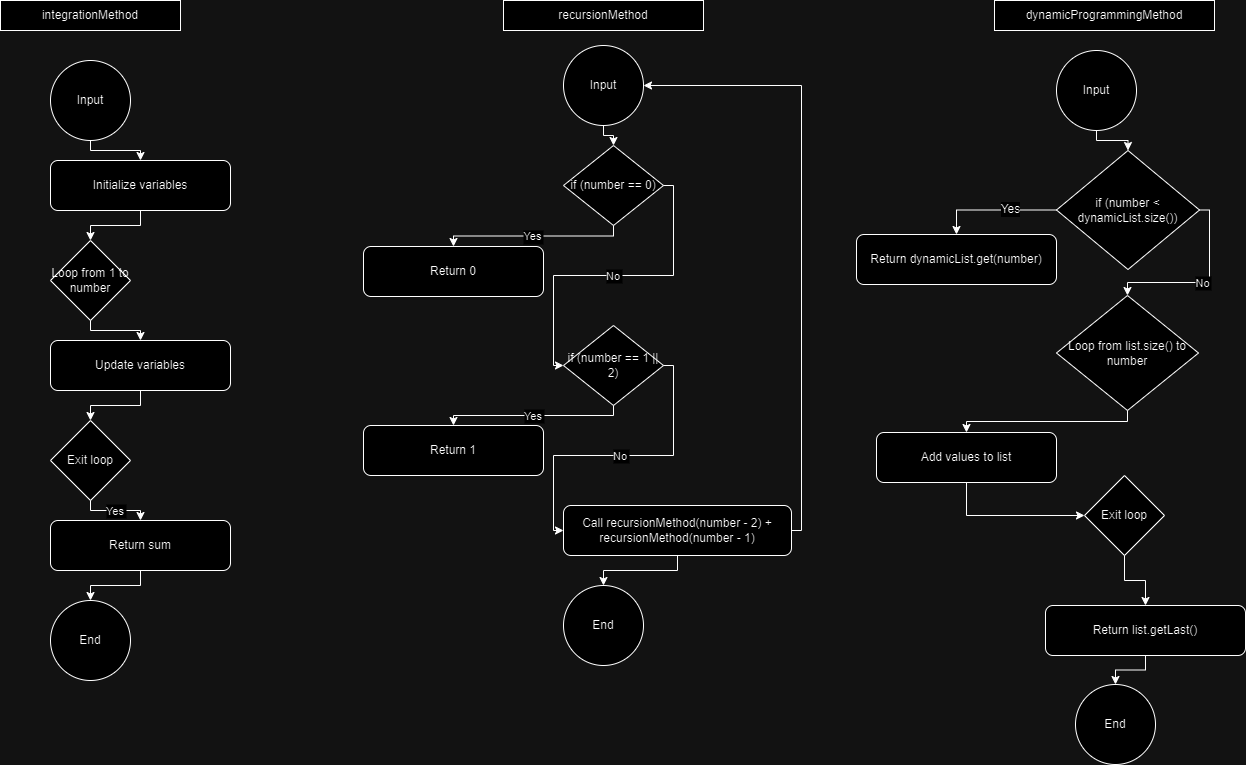 integrationMethod
Input
Initialize variables
Loop from 1 to
number
Update variables
Exit loop
Yes
Return sum
End
recursionMethod
Input
if (number == 0)
Yes
Return 0
No
if (number == 1 ||
2)
Yes
Return 1
No
Call recursionMethod(number - 2) +
recursionMethod(number - 1)
End
dynamicProgrammingMethod
Input
if (number <
dynamicList.size())
Yes
Return dynamicList.get(number)
No
Loop from list.size() to
number
Add values to list
Exit loop
Return list.getLast()
End